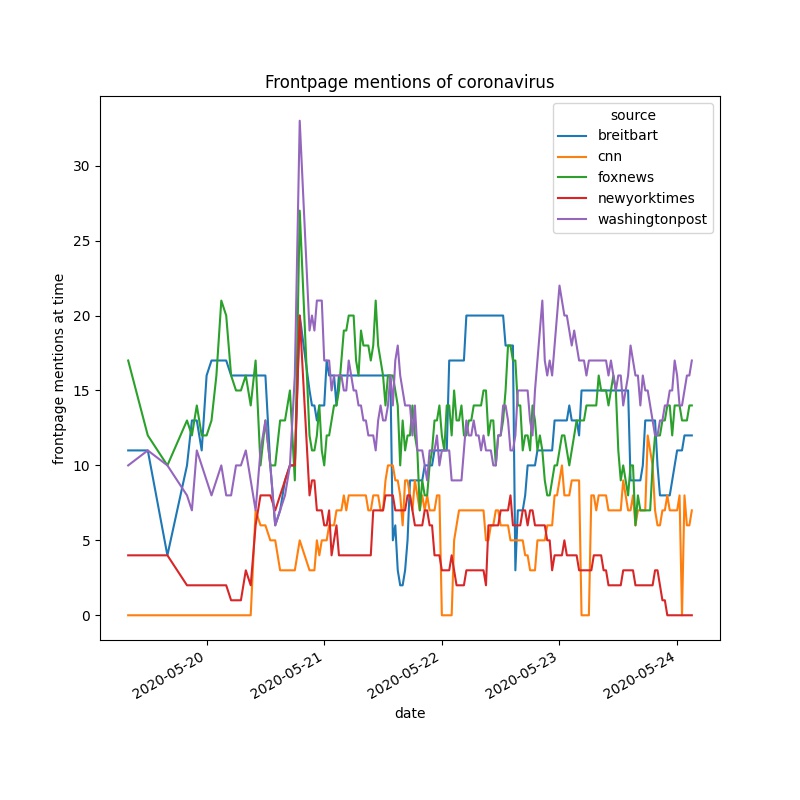 Frontpage mentions of coronavirus
source
breitbart
cnn
foxnews
newyorktimes
washingtonpost
frontpage mentions at time
30
25
20
15
10
5
0
2020-05-20
2020-05-21
2020-05-22
2020-05-23
2020-05-24
date